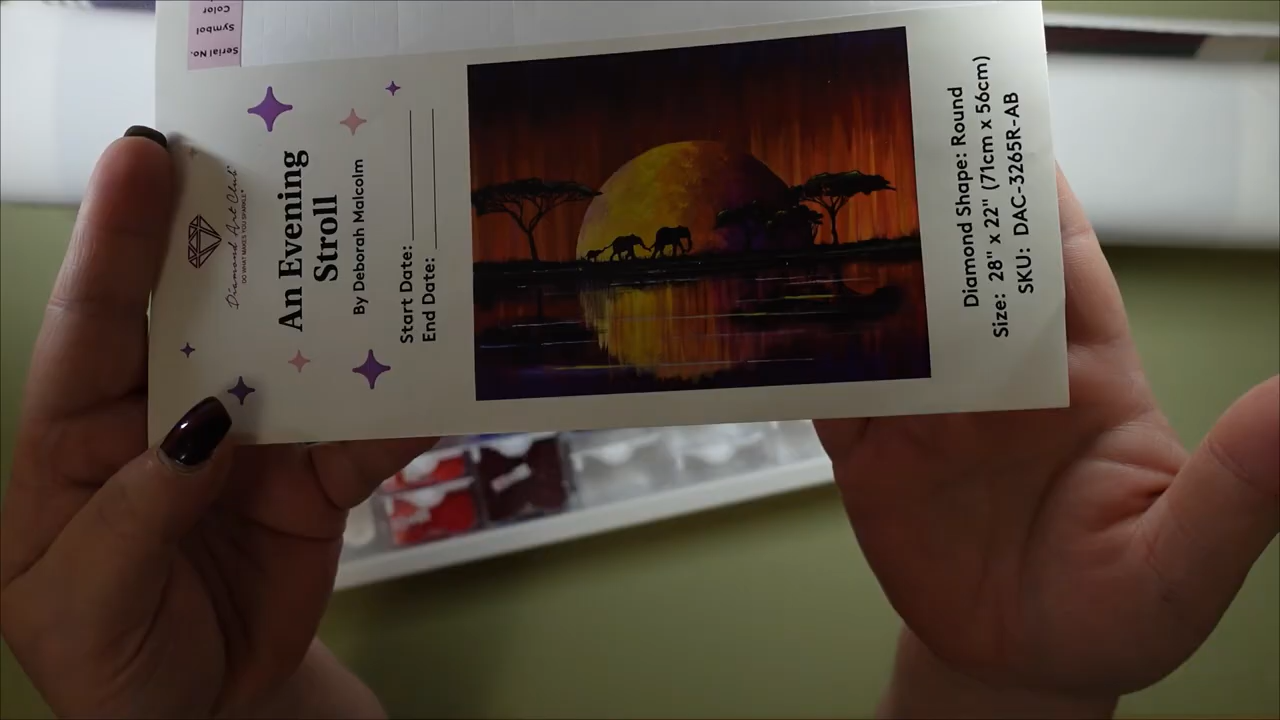 Serial No.
Symbol
Color
Diamond Art Club
DO WHAT MAKES YOU SPARKLE
An Evening
Stroll
By Deborah Malcolm
Start Date:
End Date:
Diamond Shape: Round
Size: 28" x 22" (71cm x 56cm)
SKU: DAC-3265R-AB